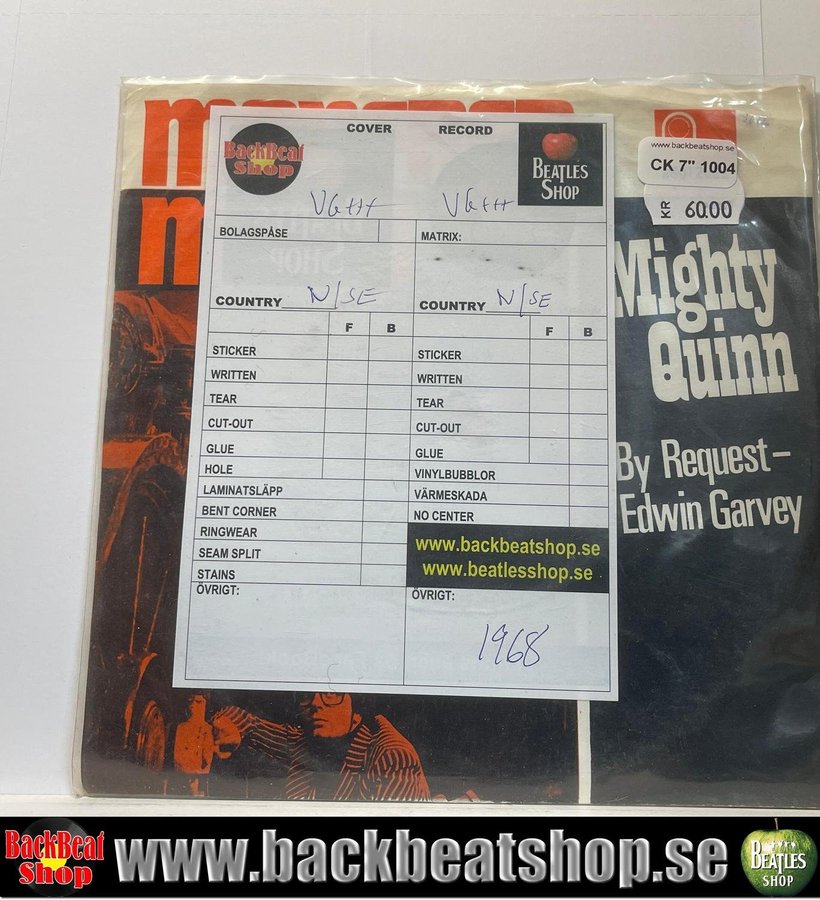 COVER
RECORD
BackBeat
Shop
BEATLES
SHOP
www.backbeatshop.se
CK 7" 1004
KR 60.00
VG+++
VG+++
BOLAGSPÅSE
MATRIX:
COUNTRY N/SE
COUNTRY N/SE
F B
F B
STICKER
STICKER
WRITTEN
WRITTEN
TEAR
TEAR
CUT-OUT
CUT-OUT
GLUE
GLUE
HOLE
VINYLBUBBLOR
LAMINATSLÄPP
VÄRMESKADA
BENT CORNER
NO CENTER
RINGWEAR
www.backbeatshop.se
SEAM SPLIT
www.beatlesshop.se
STAINS
ÖVRIGT:
ÖVRIGT:
1968
Mighty
Quinn
By Request-
Edwin Garvey
BackBeat
Shop
www.backbeatshop.se
BEATLES
SHOP